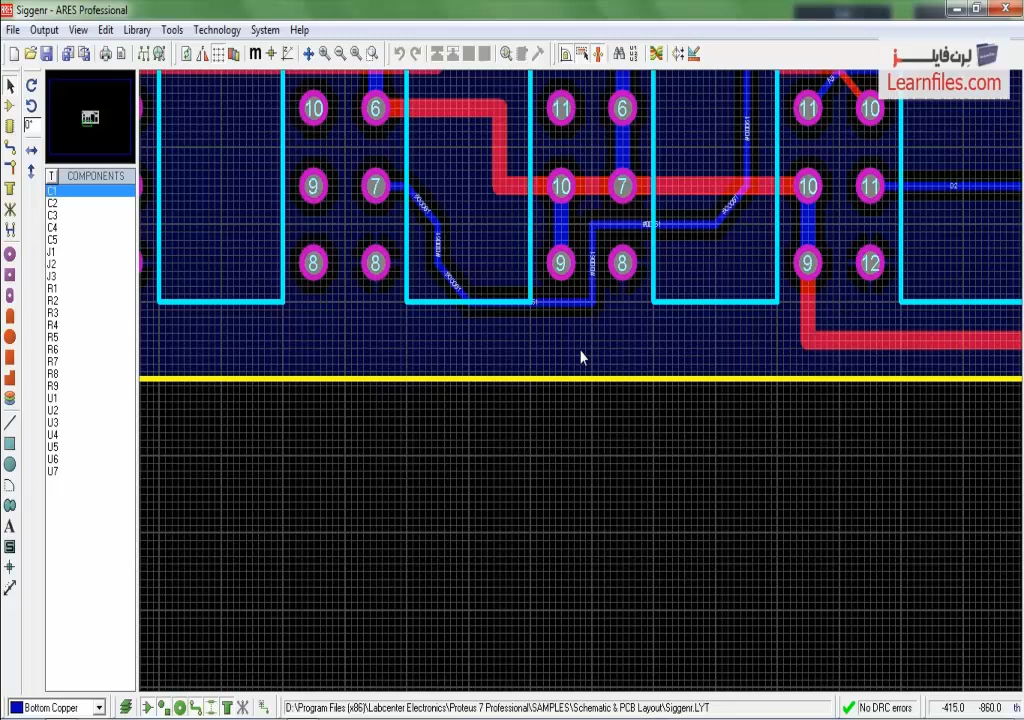 Siggenr - ARES Professional
File Output View Edit Library Tools Technology System Help
لرن‌فایلز
Learnfiles.com
0°
T COMPONENTS
C1
C2
C3
C4
C5
J1
J2
J3
R1
R2
R3
R4
R5
R6
R7
R8
R9
U1
U2
U3
U4
U5
U6
U7
10 6 11 6 11 10
9 7 10 7 10 11 D2
8 8 9 8 9 12
Bottom Copper
D:\Program Files (x86)\Labcenter Electronics\Proteus 7 Professional\SAMPLES\Schematic & PCB Layout\Siggenr.LYT
No DRC errors
-415.0 -860.0 th